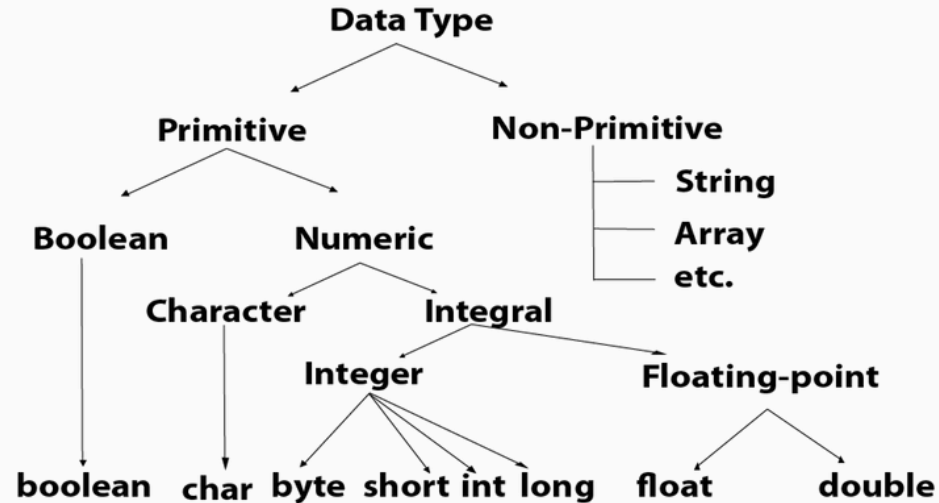 Data Type
Primitive
Non-Primitive
String
Array
etc.
Boolean
Numeric
Character
Integral
Integer
Floating-point
boolean
char
byte
short
int
long
float
double